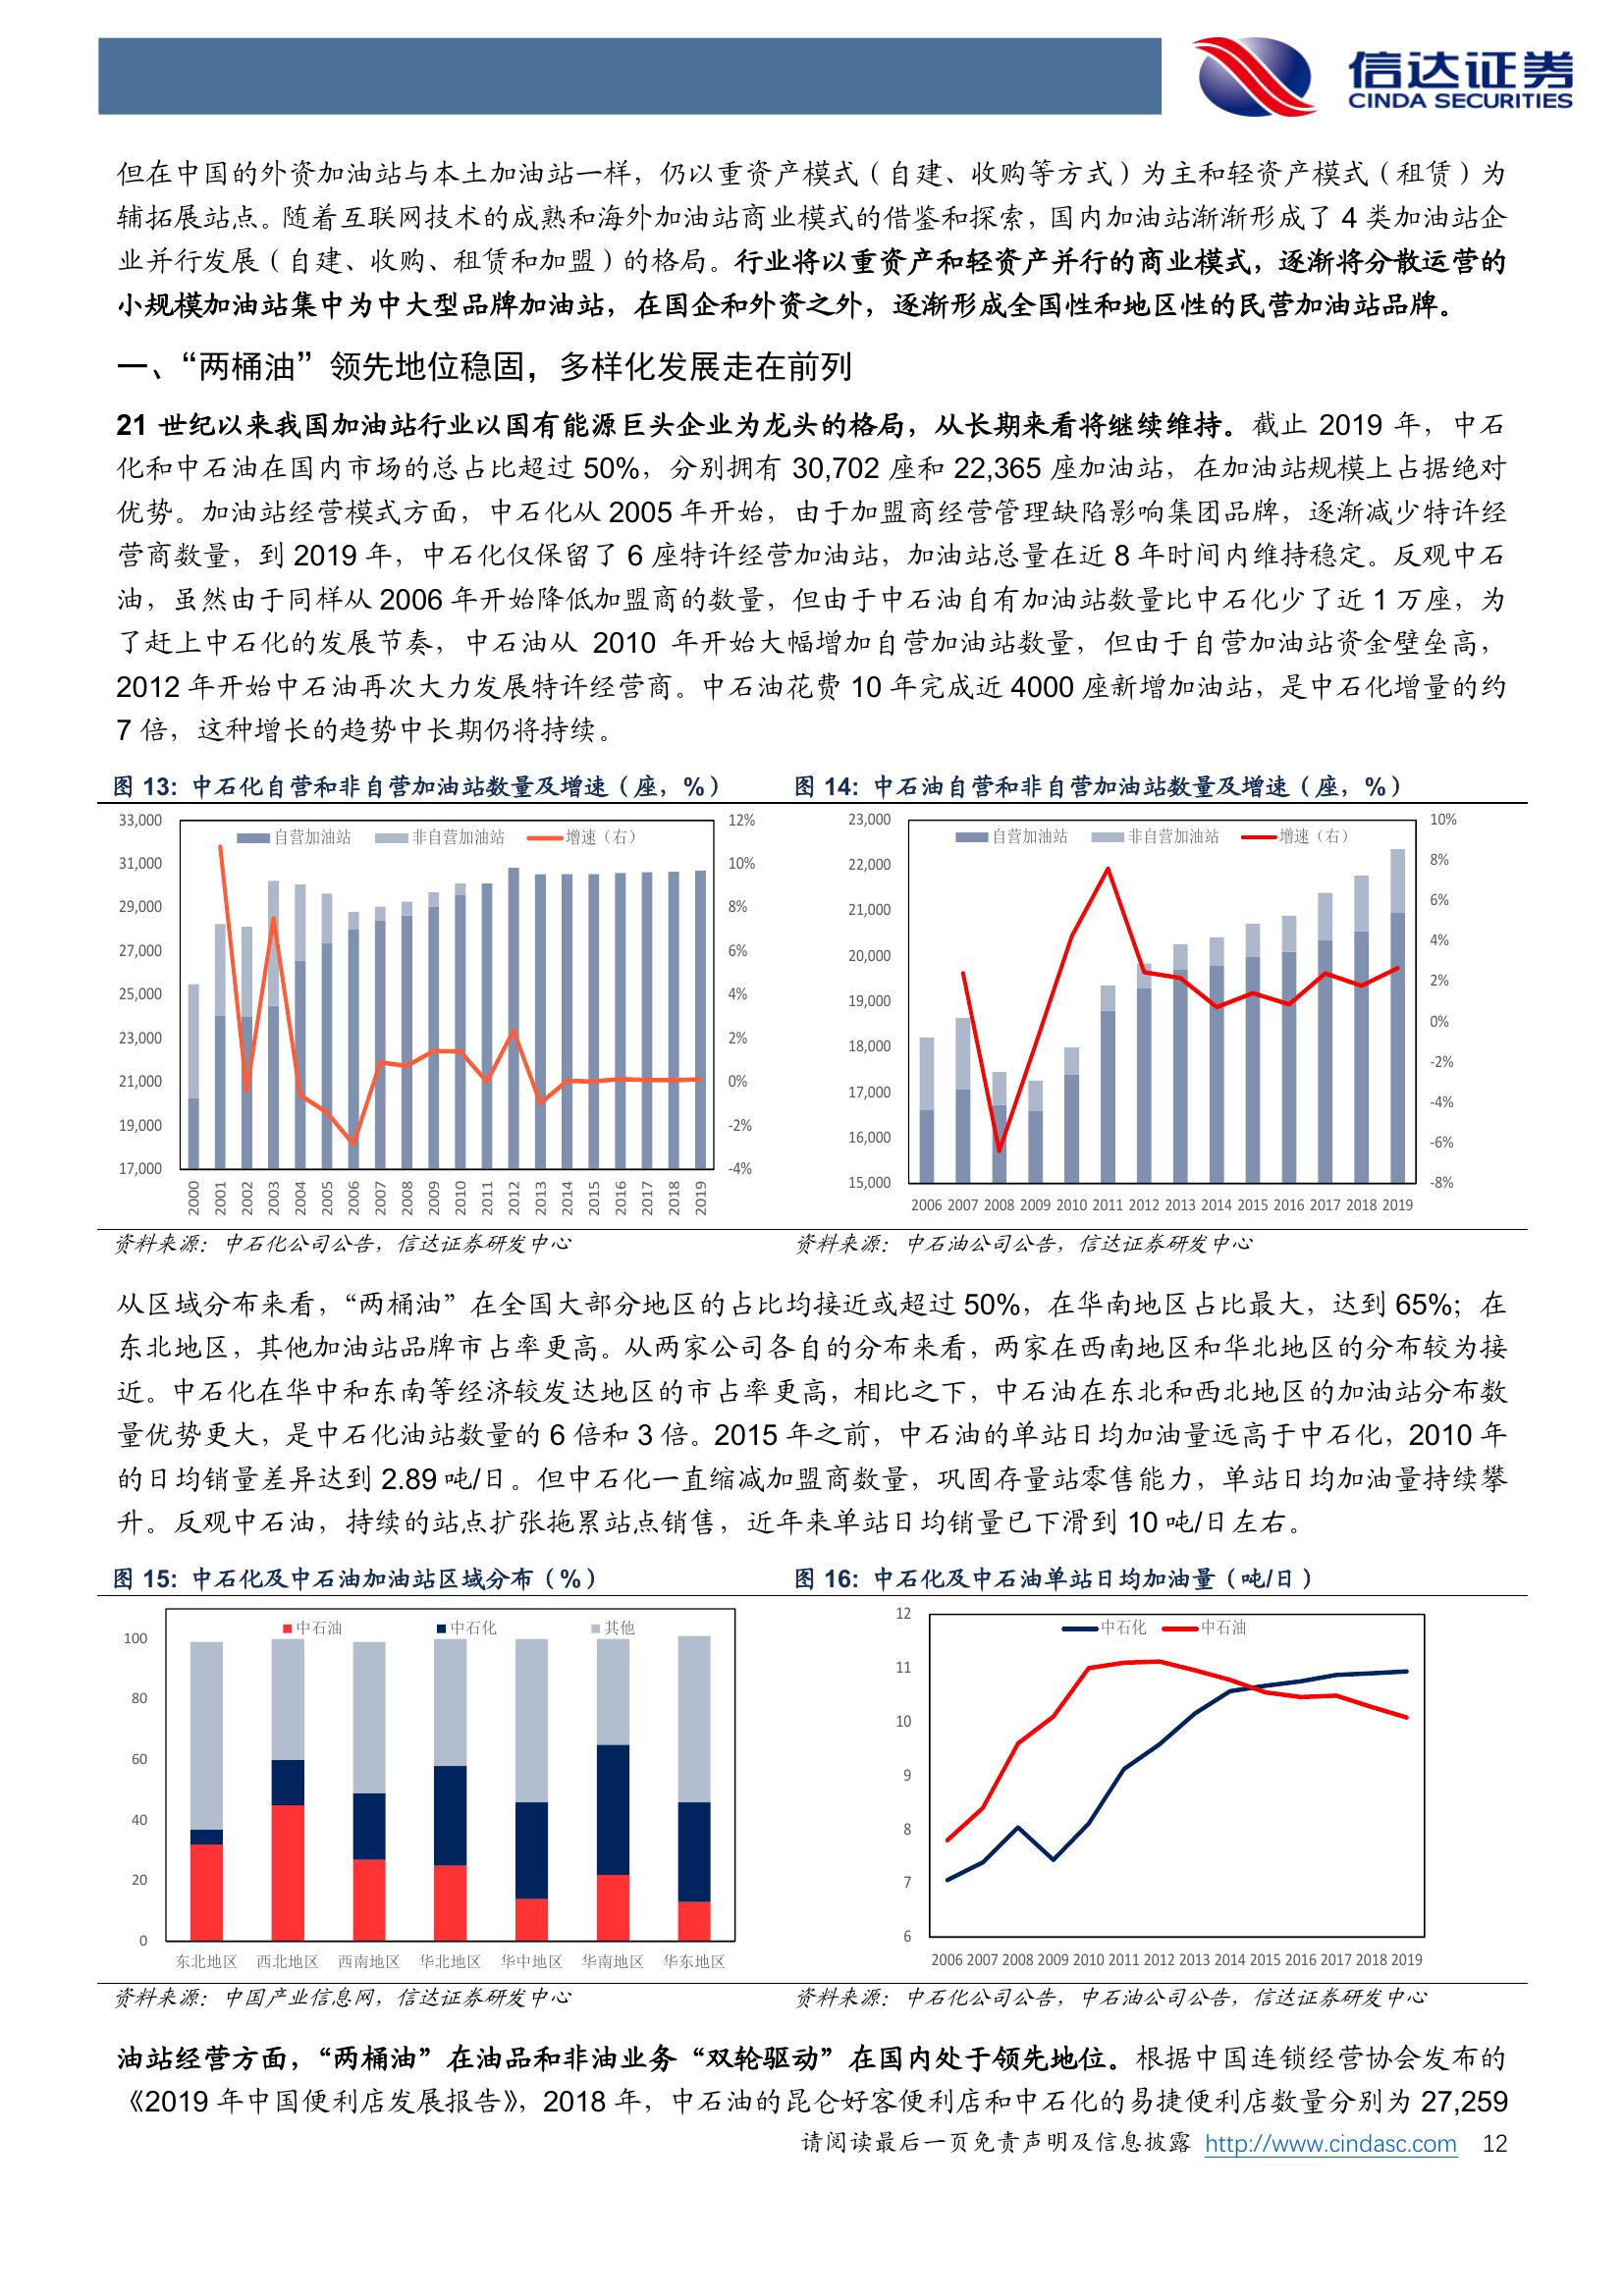 信达证券
CINDA SECURITIES
但在中国的外资加油站与本土加油站一样，仍以重资产模式（自建、收购等方式）为主和轻资产模式（租赁）为
辅拓展站点。随着互联网技术的成熟和海外加油站商业模式的借鉴和探索，国内加油站渐渐形成了 4 类加油站企
业并行发展（自建、收购、租赁和加盟）的格局。行业将以重资产和轻资产并行的商业模式，逐渐将分散运营的
小规模加油站集中为中大型品牌加油站，在国企和外资之外，逐渐形成全国性和地区性的民营加油站品牌。
一、“两桶油”领先地位稳固，多样化发展走在前列
21 世纪以来我国加油站行业以国有能源巨头企业为龙头的格局，从长期来看将继续维持。截止 2019 年，中石
化和中石油在国内市场的总占比超过 50%，分别拥有 30,702 座和 22,365 座加油站，在加油站规模上占据绝对
优势。加油站经营模式方面，中石化从 2005 年开始，由于加盟商经营管理缺陷影响集团品牌，逐渐减少特许经
营商数量，到 2019 年，中石化仅保留了 6 座特许经营加油站，加油站总量在近 8 年时间内维持稳定。反观中石
油，虽然由于同样从 2006 年开始降低加盟商的数量，但由于中石油自有加油站数量比中石化少了近 1 万座，为
了赶上中石化的发展节奏，中石油从 2010 年开始大幅增加自营加油站数量，但由于自营加油站资金壁垒高，
2012 年开始中石油再次大力发展特许经营商。中石油花费 10 年完成近 4000 座新增加油站，是中石化增量的约
7 倍，这种增长的趋势中长期仍将持续。
图 13：中石化自营和非自营加油站数量及增速（座，%）
自营加油站 非自营加油站 增速（右）
33,000
31,000
29,000
27,000
25,000
23,000
21,000
19,000
17,000
12%
10%
8%
6%
4%
2%
0%
-2%
-4%
2000 2001 2002 2003 2004 2005 2006 2007 2008 2009 2010 2011 2012 2013 2014 2015 2016 2017 2018 2019
资料来源：中石化公司公告，信达证券研发中心
图 14：中石油自营和非自营加油站数量及增速（座，%）
自营加油站 非自营加油站 增速（右）
23,000
22,000
21,000
20,000
19,000
18,000
17,000
16,000
15,000
10%
8%
6%
4%
2%
0%
-2%
-4%
-6%
-8%
2006 2007 2008 2009 2010 2011 2012 2013 2014 2015 2016 2017 2018 2019
资料来源：中石油公司公告，信达证券研发中心
从区域分布来看，“两桶油”在全国大部分地区的占比均接近或超过 50%，在华南地区占比最大，达到 65%；在
东北地区，其他加油站品牌市占率更高。从两家公司各自的分布来看，两家在西南地区和华北地区的分布较为接
近。中石化在华中和东南等经济较发达地区的市占率更高，相比之下，中石油在东北和西北地区的加油站分布数
量优势更大，是中石化油站数量的 6 倍和 3 倍。2015 年之前，中石油的单站日均加油量远高于中石化，2010 年
的日均销量差异达到 2.89 吨/日。但中石化一直缩减加盟商数量，巩固存量站零售能力，单站日均加油量持续攀
升。反观中石油，持续的站点扩张拖累站点销售，近年来单站日均销量已下滑到 10 吨/日左右。
图 15：中石化及中石油加油站区域分布（%）
中石油 中石化 其他
100
80
60
40
20
0
东北地区 西北地区 西南地区 华北地区 华中地区 华南地区 华东地区
资料来源：中国产业信息网，信达证券研发中心
图 16：中石化及中石油单站日均加油量（吨/日）
中石化 中石油
12
11
10
9
8
7
6
2006 2007 2008 2009 2010 2011 2012 2013 2014 2015 2016 2017 2018 2019
资料来源：中石化公司公告，中石油公司公告，信达证券研发中心
油站经营方面，“两桶油”在油品和非油业务“双轮驱动”在国内处于领先地位。根据中国连锁经营协会发布的
《2019 年中国便利店发展报告》，2018 年，中石油的昆仑好客便利店和中石化的易捷便利店数量分别为 27,259
请阅读最后一页免责声明及信息披露 http://www.cindasc.com 12